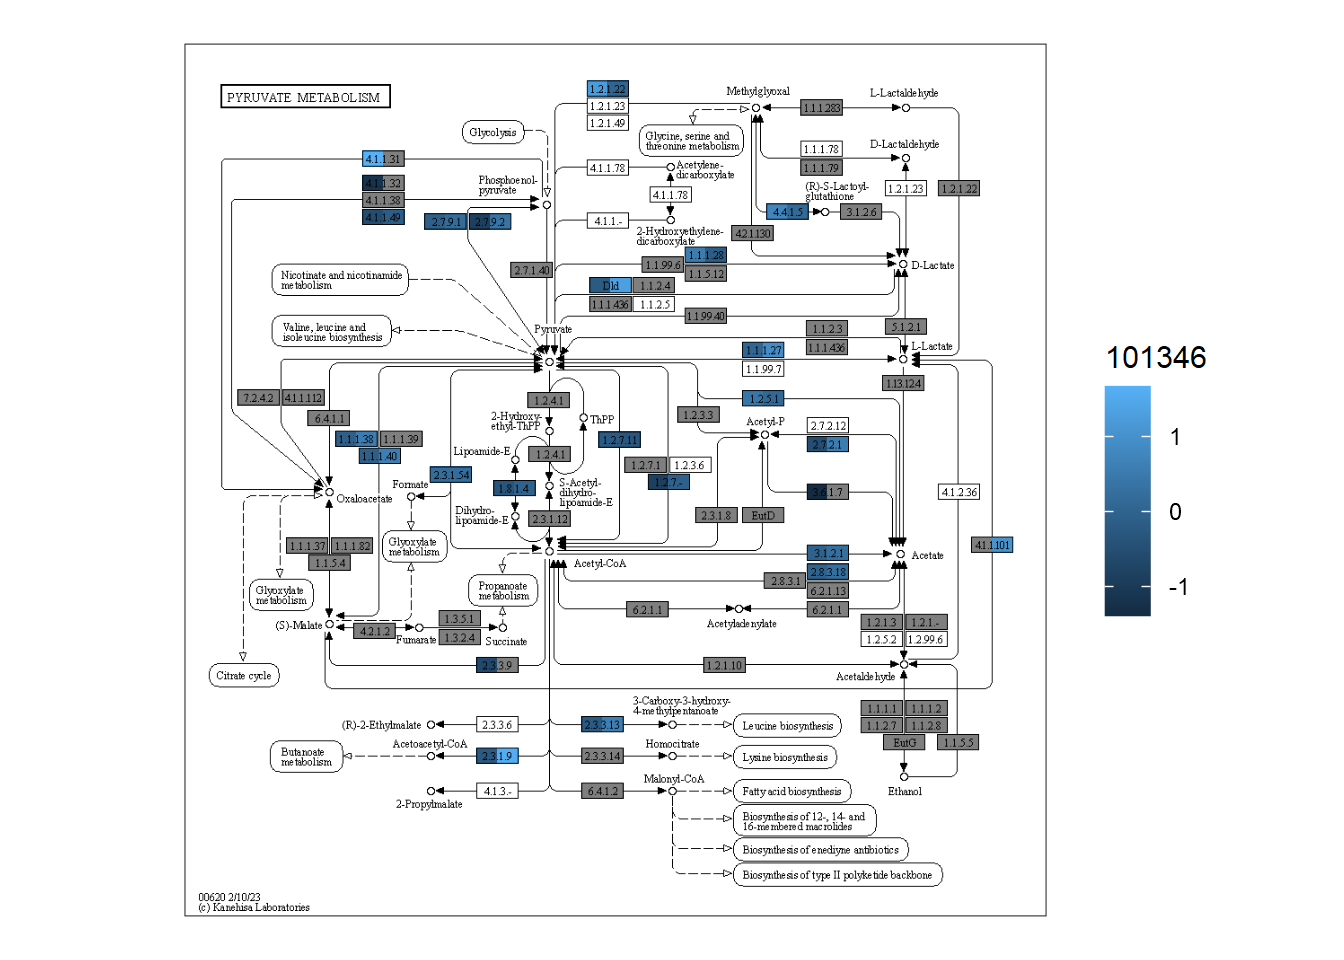 PYRUVATE METABOLISM
1.2.1.22
1.2.1.23
1.2.1.49
Methylglyoxal
1.1.1.283
L-Lactaldehyde
Glycolysis
Glycine, serine and
threonine metabolism
D-Lactaldehyde
1.1.1.78
1.1.1.79
4.1.1.31
4.1.1.32
4.1.1.38
4.1.1.49
Phosphoenol-
pyruvate
4.1.1.78
Acetylene-
dicarboxylate
4.1.1.78
(R)-S-Lactoyl-
glutathione
1.2.1.23
1.2.1.22
2.7.9.1
2.7.9.2
4.1.1.-
2-Hydroxyethylene-
dicarboxylate
4.4.1.5
3.1.2.6
4.2.1.130
Nicotinate and nicotinamide
metabolism
2.7.1.40
1.1.99.6
1.1.1.28
1.1.5.12
D-Lactate
Dld
1.1.2.4
1.1.1.436
1.1.2.5
1.1.99.40
Valine, leucine and
isoleucine biosynthesis
Pyruvate
1.1.2.3
1.1.1.436
5.1.2.1
L-Lactate
1.1.1.27
1.1.99.7
1.13.12.4
7.2.4.2
4.1.1.112
6.4.1.1
1.2.4.1
ThPP
2-Hydroxy-
ethyl-ThPP
1.2.3.3
1.2.5.1
Acetyl-P
2.7.2.12
2.7.2.1
1.1.1.38
1.1.1.39
1.1.1.40
Lipoamide-E
1.2.4.1
1.2.7.11
1.2.7.1
1.2.3.6
1.2.7.-
2.3.1.54
Formate
1.8.1.4
S-Acetyl-
dihydro-
lipoamide-E
Oxaloacetate
Dihydro-
lipoamide-E
2.3.1.12
2.3.1.8
EutD
3.6.1.7
4.1.2.36
1.1.1.37
1.1.1.82
1.1.5.4
Glyoxylate
metabolism
Acetyl-CoA
3.1.2.1
Acetate
4.1.1.101
2.8.3.18
2.8.3.1
6.2.1.13
Glyoxylate
metabolism
Propanoate
metabolism
6.2.1.1
Acetyladenylate
6.2.1.1
(S)-Malate
4.2.1.2
Fumarate
1.3.5.1
1.3.2.4
Succinate
1.2.1.3
1.2.1.-
1.2.5.2
1.2.99.6
Citrate cycle
2.3.3.9
1.2.1.10
Acetaldehyde
(R)-2-Ethylmalate
2.3.3.6
2.3.3.13
3-Carboxy-3-hydroxy-
4-methylpentanoate
Leucine biosynthesis
1.1.1.1
1.1.1.2
1.1.2.7
1.1.2.8
EutG
1.1.5.5
Butanoate
metabolism
Acetoacetyl-CoA
2.3.1.9
2.3.3.14
Homocitrate
Lysine biosynthesis
2-Propylmalate
4.1.3.-
6.4.1.2
Malonyl-CoA
Fatty acid biosynthesis
Ethanol
Biosynthesis of 12-, 14- and
16-membered macrolides
Biosynthesis of enediyne antibiotics
Biosynthesis of type II polyketide backbone
00620 2/10/23
(c) Kanehisa Laboratories
101346
1
0
-1